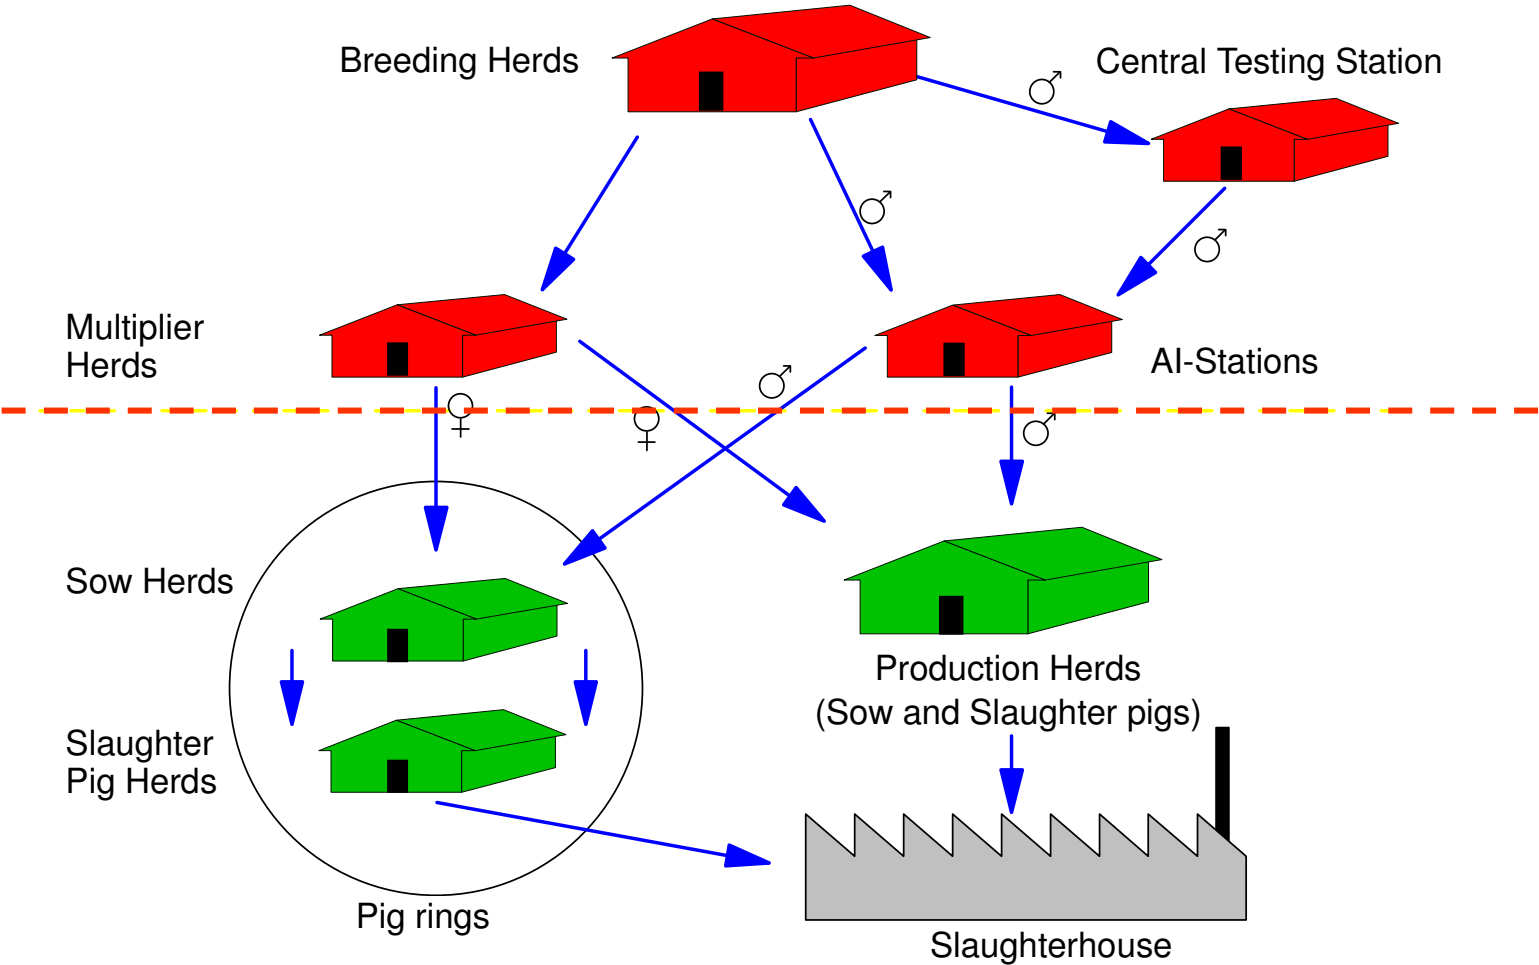 Breeding Herds
Central Testing Station
Multiplier
Herds
AI-Stations
Sow Herds
Production Herds
(Sow and Slaughter pigs)
Slaughter
Pig Herds
Pig rings
Slaughterhouse